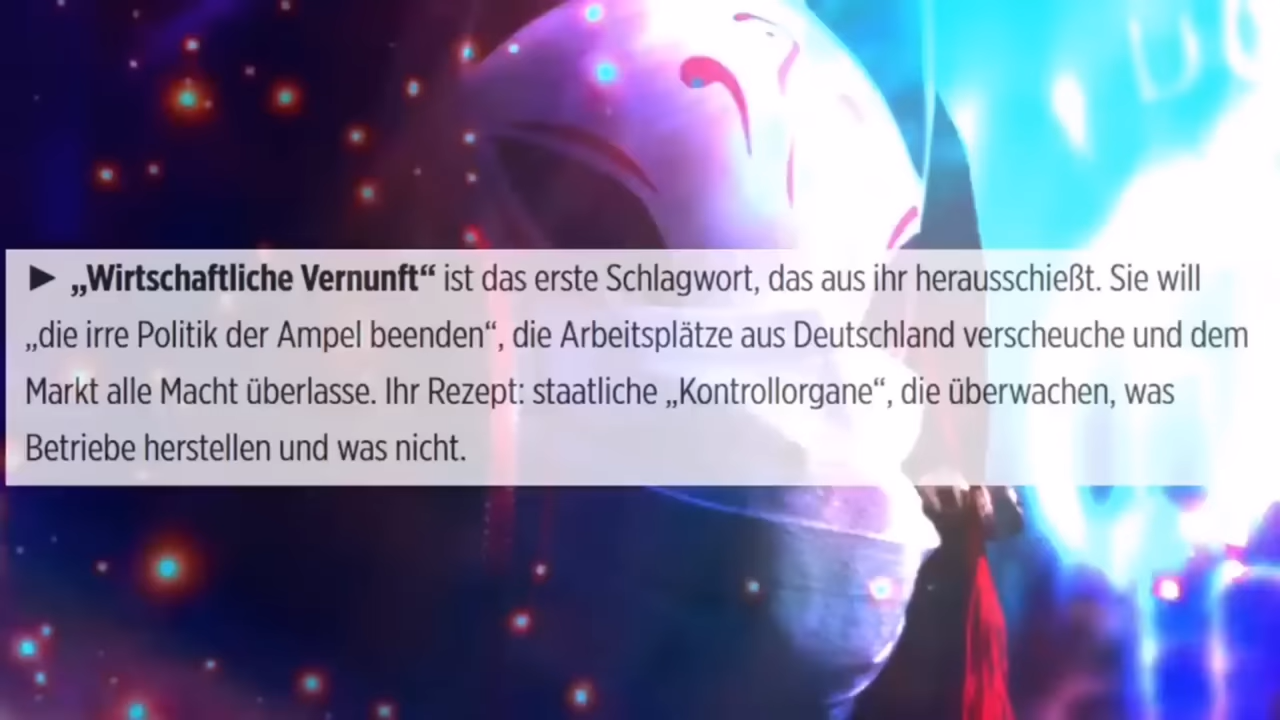 ► „Wirtschaftliche Vernunft“ ist das erste Schlagwort, das aus ihr herausschießt. Sie will
„die irre Politik der Ampel beenden“, die Arbeitsplätze aus Deutschland verscheuche und dem
Markt alle Macht überlasse. Ihr Rezept: staatliche „Kontrollorgane“, die überwachen, was
Betriebe herstellen und was nicht.